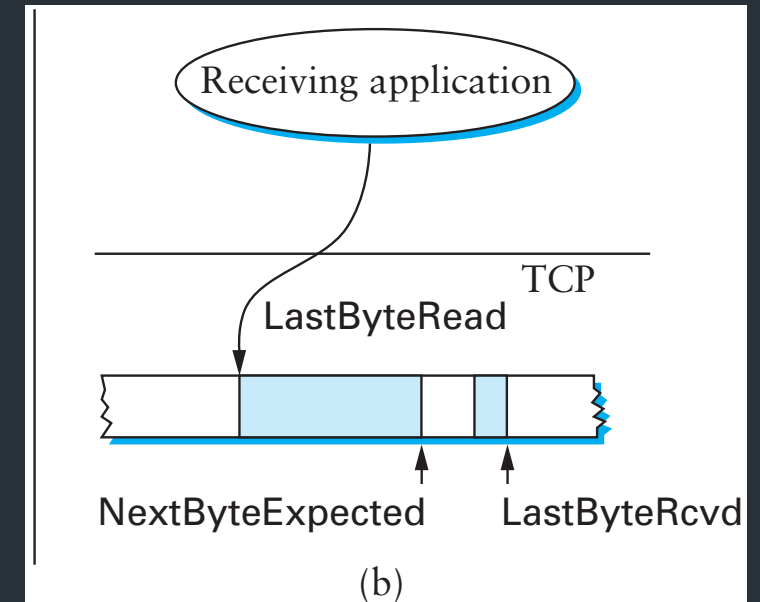 Receiving application
TCP
LastByteRead
NextByteExpected
LastByteRcvd
(b)